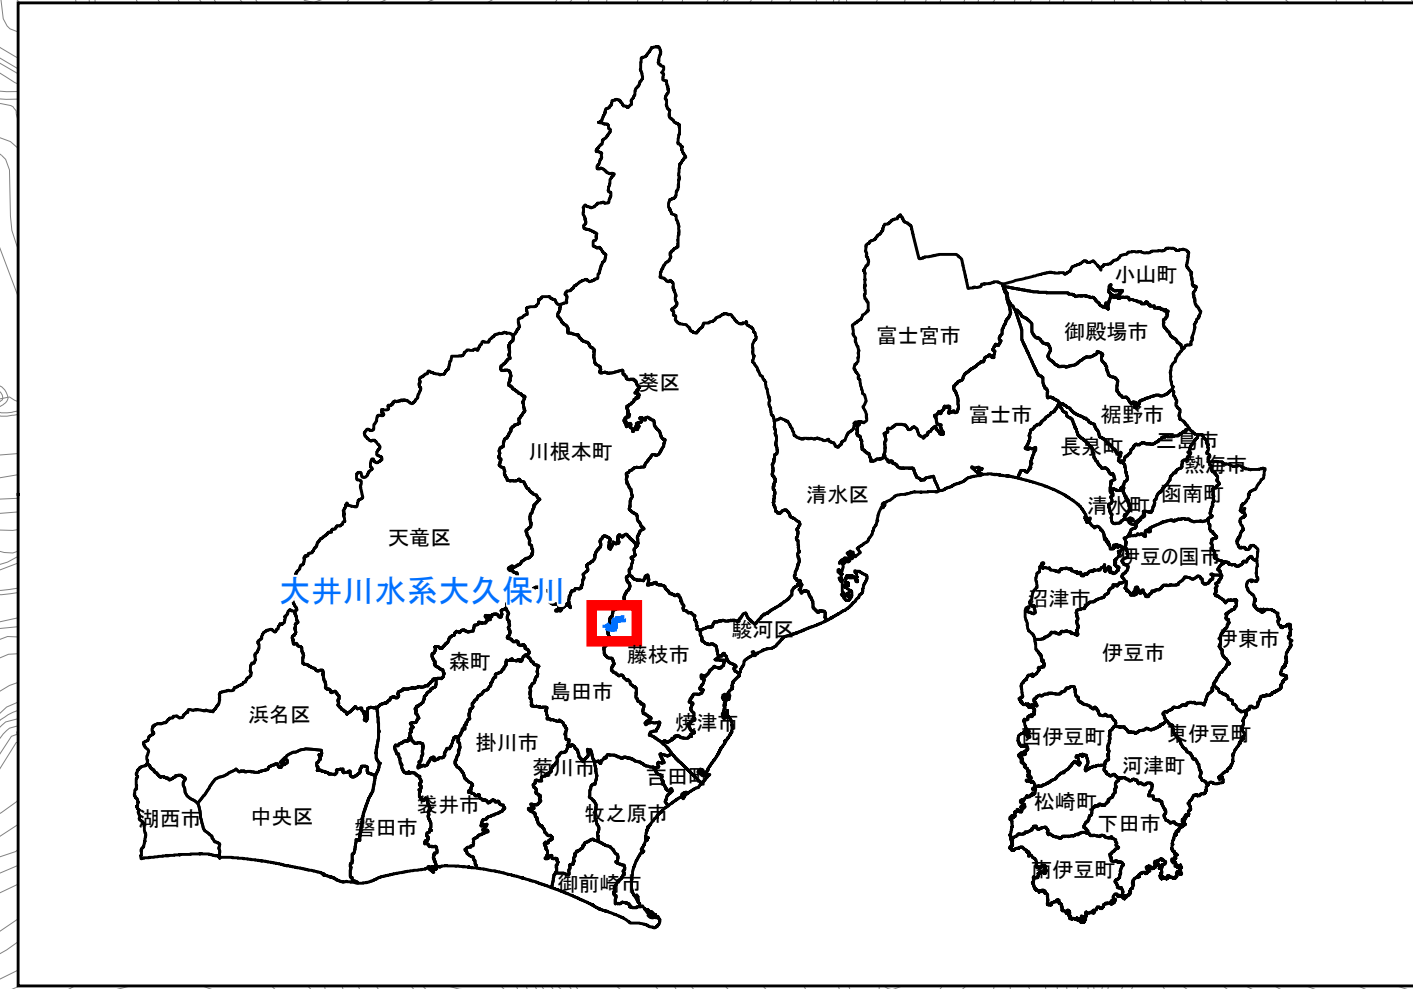 小山町
御殿場市
富士宮市
葵区
富士市
裾野市
三島市
長泉町
川根本町
熱海市
清水区
函南町
清水町
天竜区
伊豆の国市
大井川水系大久保川
沼津市
駿河区
伊東市
藤枝市
伊豆市
森町
島田市
浜名区
焼津市
東伊豆町
西伊豆町
掛川市
河津町
菊川市
吉田町
松崎町
袋井市
牧之原市
湖西市
中央区
磐田市
下田市
南伊豆町
御前崎市